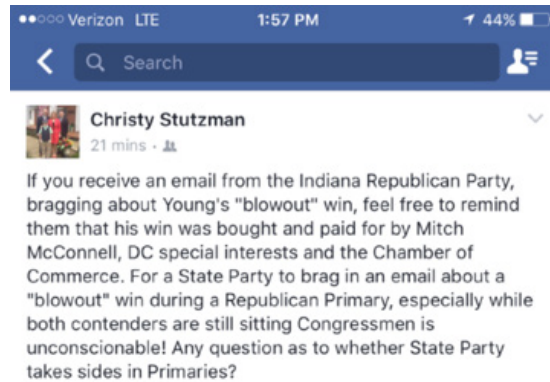 Verizon LTE 1:57 PM 44%
Search
Christy Stutzman
21 mins
If you receive an email from the Indiana Republican Party,
bragging about Young's "blowout" win, feel free to remind
them that his win was bought and paid for by Mitch
McConnell, DC special interests and the Chamber of
Commerce. For a State Party to brag in an email about a
"blowout" win during a Republican Primary, especially while
both contenders are still sitting Congressmen is
unconscionable! Any question as to whether State Party
takes sides in Primaries?